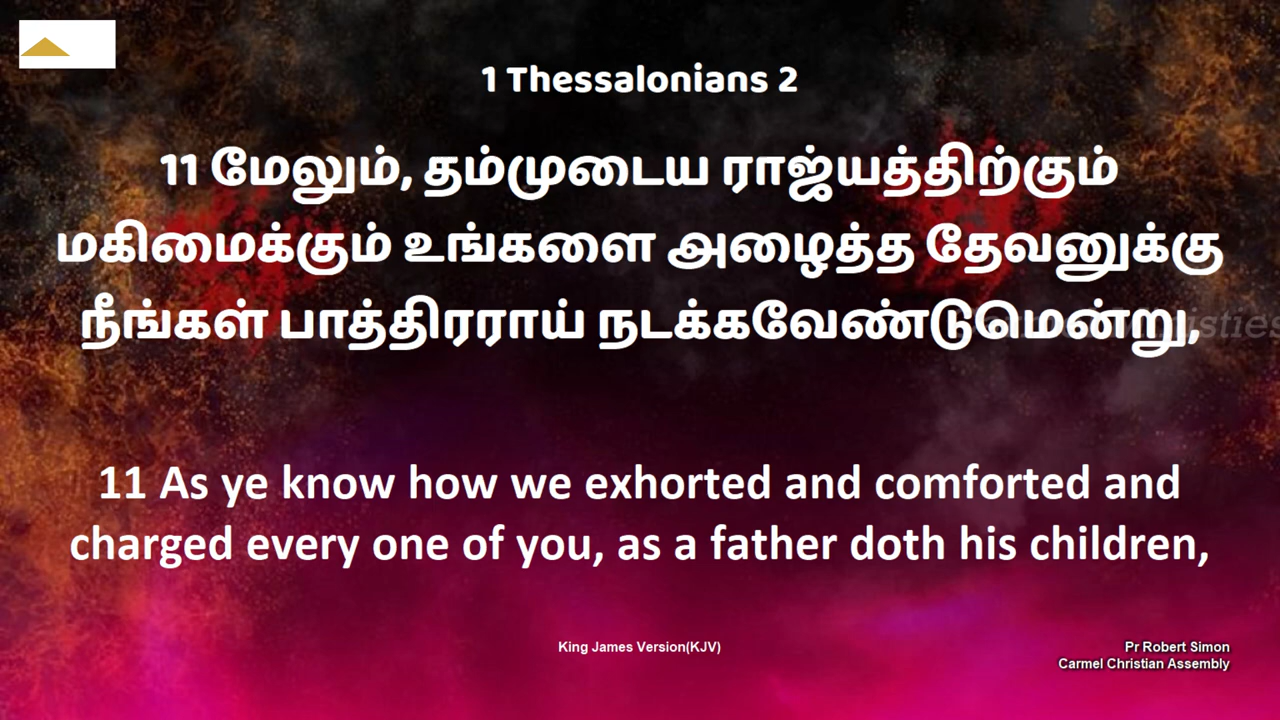 1 Thessalonians 2
11 மேலும், தம்முடைய ராஜ்யத்திற்கும்
மகிமைக்கும் உங்களை அழைத்த தேவனுக்கு
நீங்கள் பாத்திரராய் நடக்கவேண்டுமென்று,
11 As ye know how we exhorted and comforted and
charged every one of you, as a father doth his children,
King James Version(KJV)
Pr Robert Simon
Carmel Christian Assembly